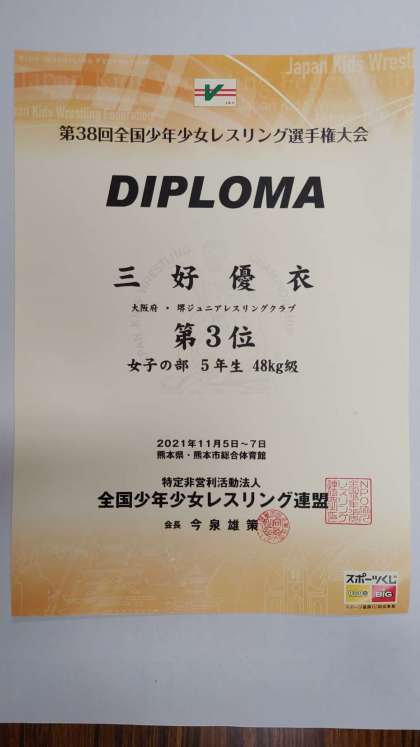 Japan Kids Wrest
Japan Kids Wrestling Federation
第38回全国少年少女レスリング選手権大会
DIPLOMA
三好優衣
大阪府・堺ジュニアレスリングクラブ
第3位
女子の部 5年生 48kg級
2021年11月5日～7日
熊本県・熊本市総合体育館
特定非営利活動法人
全国少年少女レスリング連盟
会長 今泉雄策
スポーツくじ
BIG